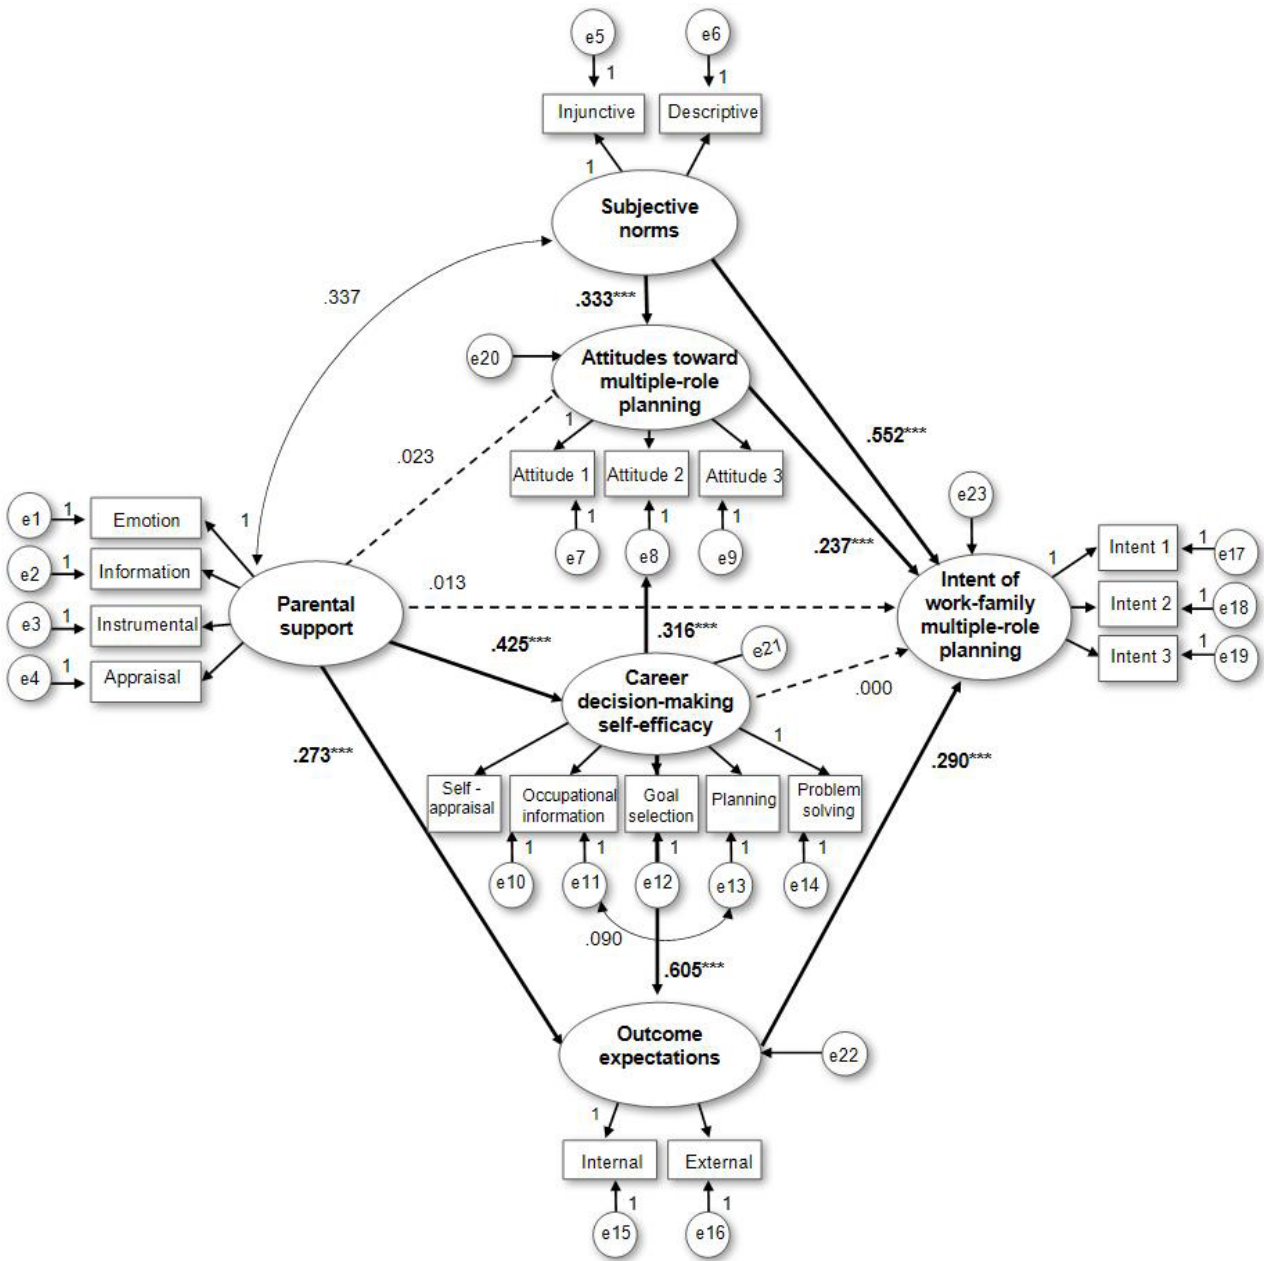 e5
e6
1
1
Injunctive
Descriptive
1
Subjective
norms
.337
.333***
e20
Attitudes toward
multiple-role
planning
1
.552***
.023
Attitude 1
Attitude 2
Attitude 3
e23
e1
1
Emotion
1
1
1
1
e7
e8
e9
.237***
1
Intent 1
1
e17
e2
1
Information
.013
Intent of
work-family
multiple-role
planning
Parental
support
Intent 2
1
e18
e3
1
Instrumental
.425***
.316***
e21
Intent 3
1
e19
e4
1
Appraisal
Career
decision-making
self-efficacy
.000
1
.273***
.290***
Self -
appraisal
Occupational
information
Goal
selection
Planning
Problem
solving
1
1
1
1
1
e10
e11
e12
e13
e14
.090
.605***
Outcome
expectations
e22
1
Internal
External
1
1
e15
e16